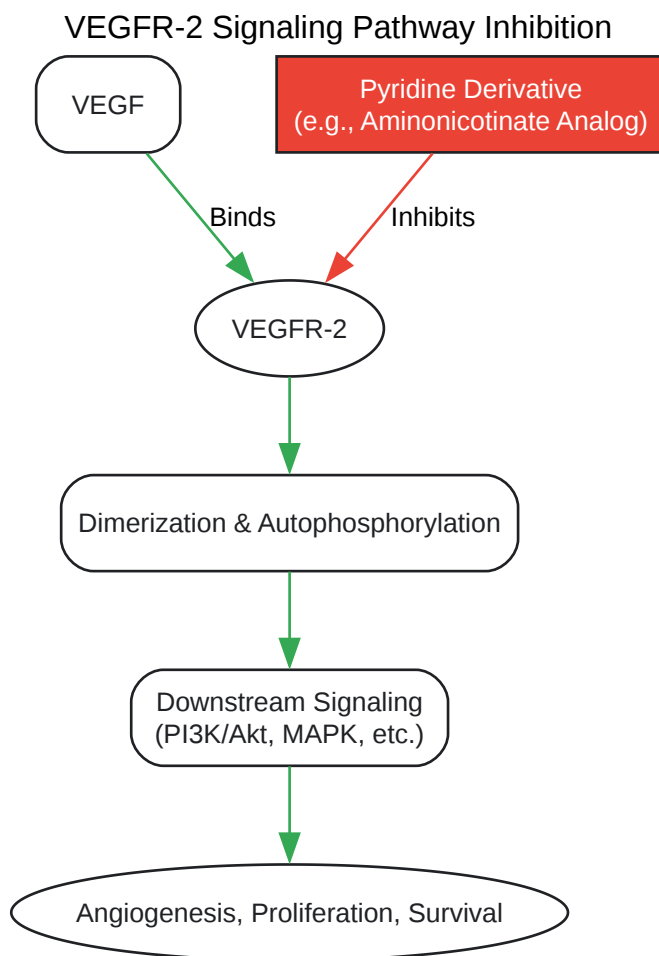 VEGFR-2 Signaling Pathway Inhibition
VEGF
Pyridine Derivative
(e.g., Aminonicotinate Analog)
Binds
Inhibits
VEGFR-2
Dimerization & Autophosphorylation
Downstream Signaling
(PI3K/Akt, MAPK, etc.)
Angiogenesis, Proliferation, Survival